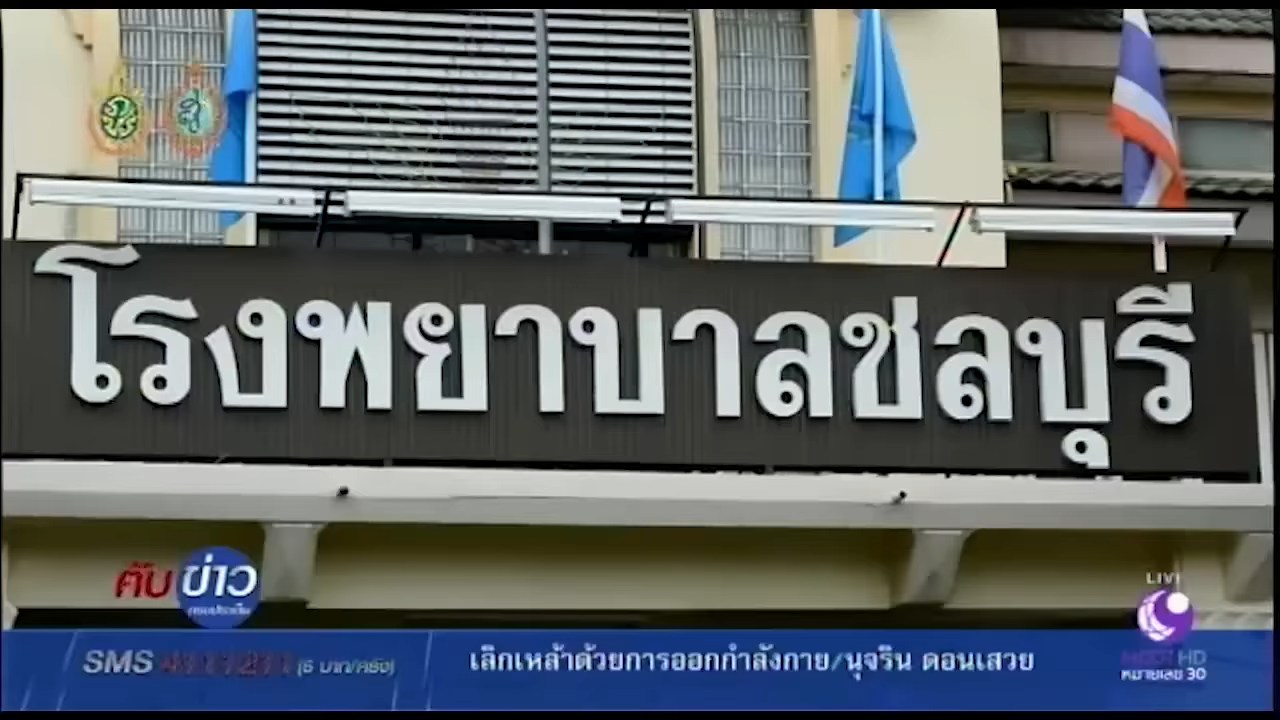 โรงพยาบาลชลบุรี
คับข่าว
LIVE
HD
หมายเลข 30
SMS (6 บาท/ครั้ง)
เลิกเหล้าด้วยการออกกำลังกาย/นุจริน ดอนเสวย